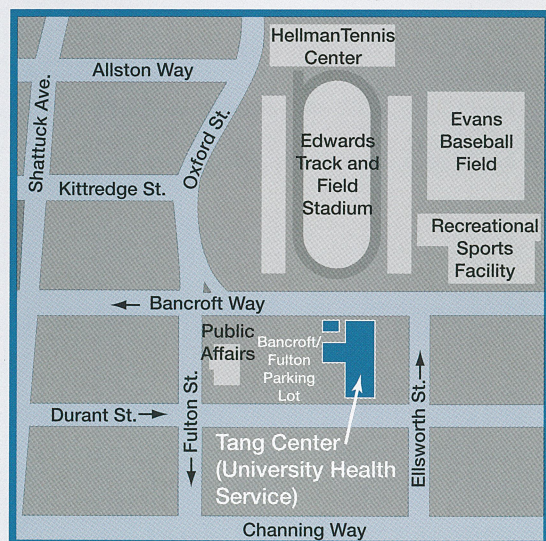 HellmanTennis
Center
Allston Way
Shattuck Ave.
Oxford St.
Edwards
Track and
Field
Stadium
Evans
Baseball
Field
Kittredge St.
Recreational
Sports
Facility
← Bancroft Way
Public
Affairs
Bancroft/
Fulton
Parking
Lot
Durant St.→
← Fulton St.
Ellsworth St.→
Tang Center
(University Health
Service)
Channing Way